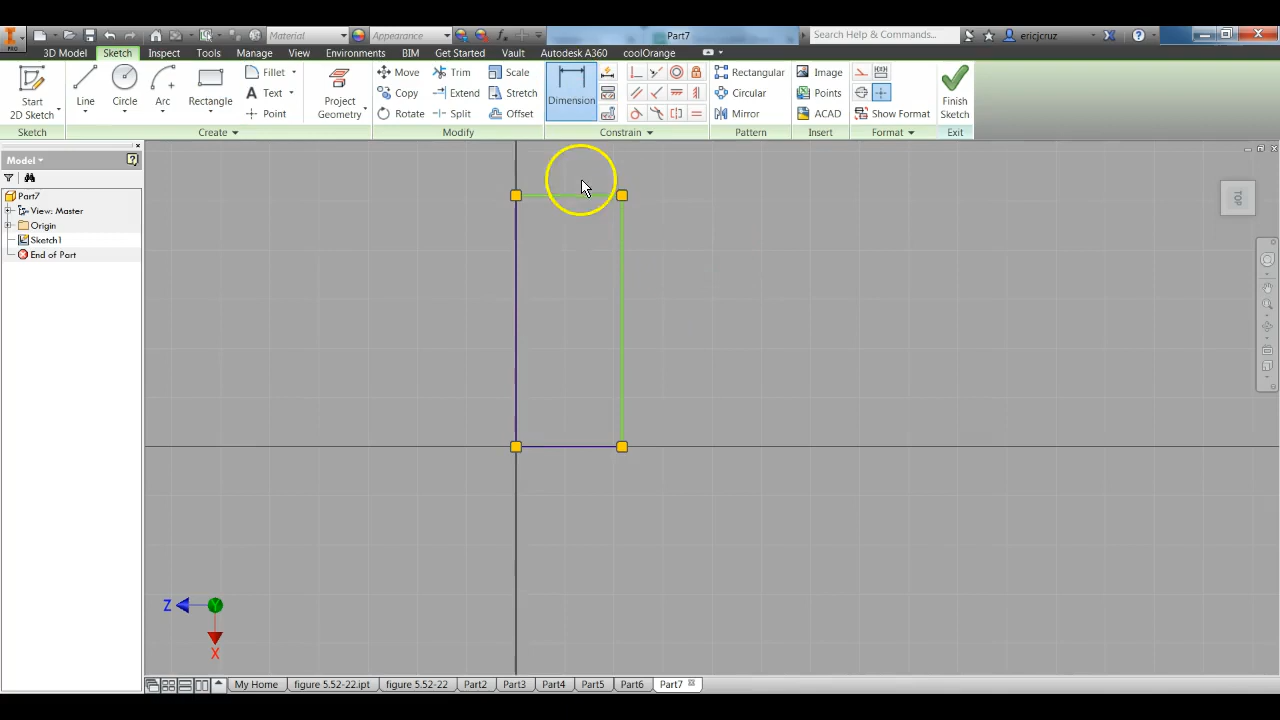 PRO
Material
Appearance
Part7
Search Help & Commands...
ericjcruz
3D Model
Sketch
Inspect
Tools
Manage
View
Environments
BIM
Get Started
Vault
Autodesk A360
coolOrange
Start
2D Sketch
Line
Circle
Arc
Rectangle
Fillet
Text
Point
Project
Geometry
Move
Copy
Rotate
Trim
Extend
Split
Scale
Stretch
Offset
Dimension
Rectangular
Circular
Mirror
Image
Points
ACAD
Show Format
Finish
Sketch
Sketch
Create
Modify
Constrain
Pattern
Insert
Format
Exit
Model
Part7
View: Master
Origin
Sketch1
End of Part
TOP
Z
Y
X
My Home
figure 5.52-22.ipt
figure 5.52-22
Part2
Part3
Part4
Part5
Part6
Part7